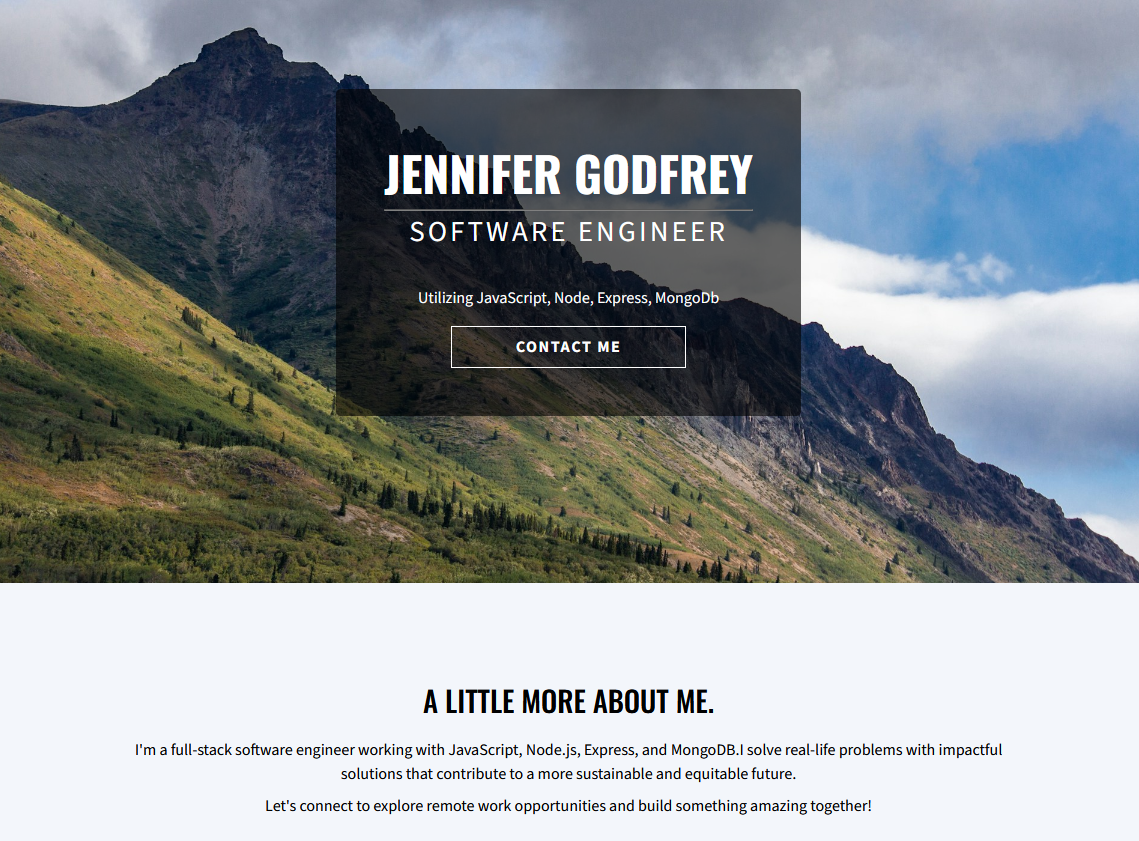 JENNIFER GODFREY
SOFTWARE ENGINEER
Utilizing JavaScript, Node, Express, MongoDb
CONTACT ME
A LITTLE MORE ABOUT ME.
I'm a full-stack software engineer working with JavaScript, Node.js, Express, and MongoDB.I solve real-life problems with impactful
solutions that contribute to a more sustainable and equitable future.
Let's connect to explore remote work opportunities and build something amazing together!